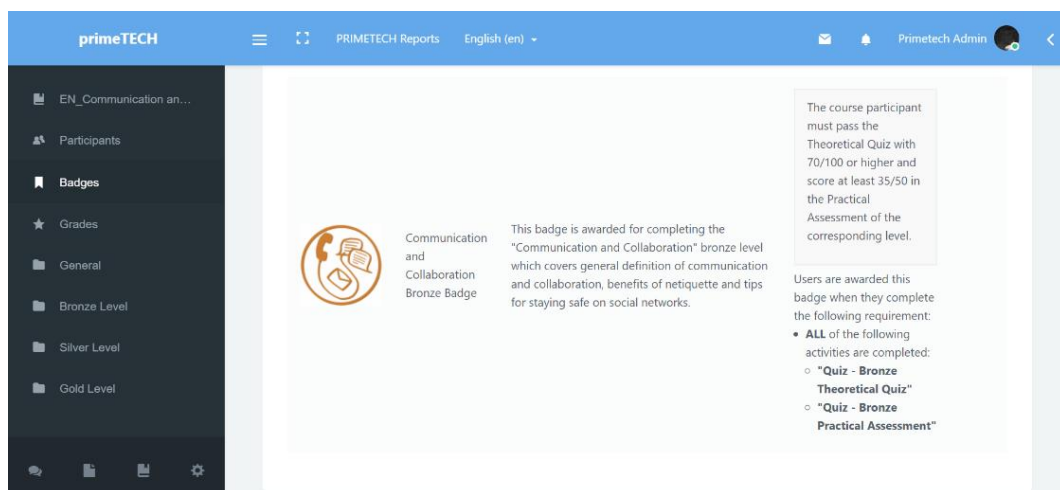 primeTECH
PRIMETECH Reports
English (en)
Primetech Admin
EN_Communication an...
Participants
Badges
Grades
General
Bronze Level
Silver Level
Gold Level
Communication
and
Collaboration
Bronze Badge
This badge is awarded for completing the
"Communication and Collaboration" bronze level
which covers general definition of communication
and collaboration, benefits of netiquette and tips
for staying safe on social networks.
The course participant
must pass the
Theoretical Quiz with
70/100 or higher and
score at least 35/50 in
the Practical
Assessment of the
corresponding level.
Users are awarded this
badge when they complete
the following requirement:
• ALL of the following
activities are completed:
○ "Quiz - Bronze
Theoretical Quiz"
○ "Quiz - Bronze
Practical Assessment"